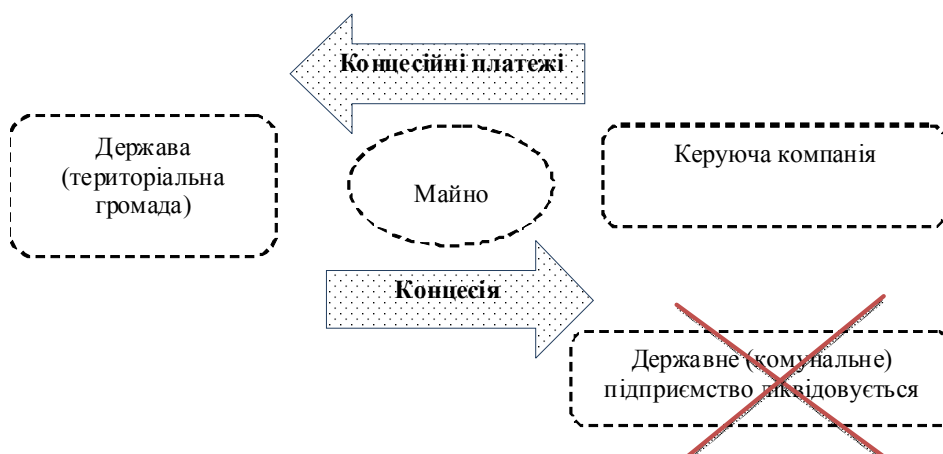 Концесійні платежі
Держава
(територіальна
громада)
Майно
Керуюча компанія
Концесія
Державне (комунальне)
підприємство ліквідовується